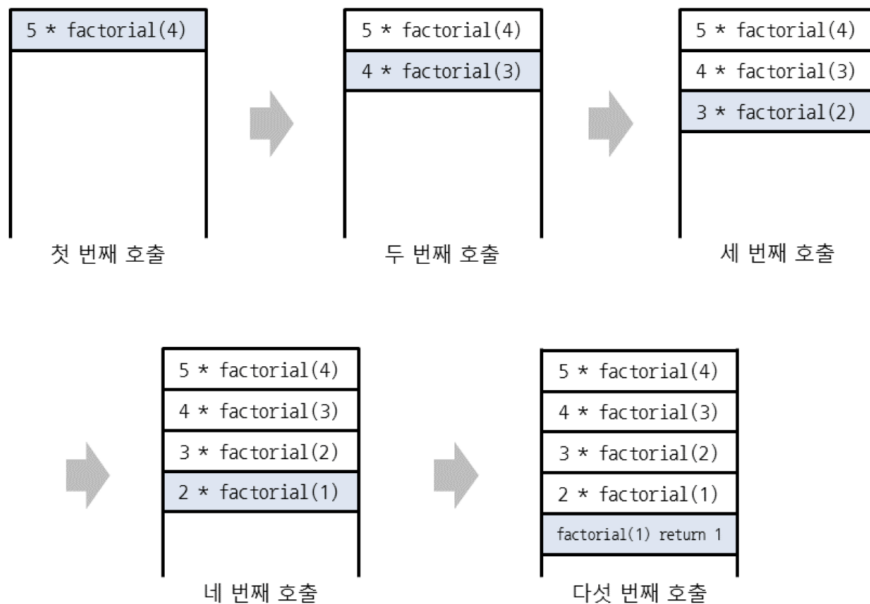 5 * factorial(4)
첫 번째 호출
5 * factorial(4)
4 * factorial(3)
두 번째 호출
5 * factorial(4)
4 * factorial(3)
3 * factorial(2)
세 번째 호출
5 * factorial(4)
4 * factorial(3)
3 * factorial(2)
2 * factorial(1)
네 번째 호출
5 * factorial(4)
4 * factorial(3)
3 * factorial(2)
2 * factorial(1)
factorial(1) return 1
다섯 번째 호출